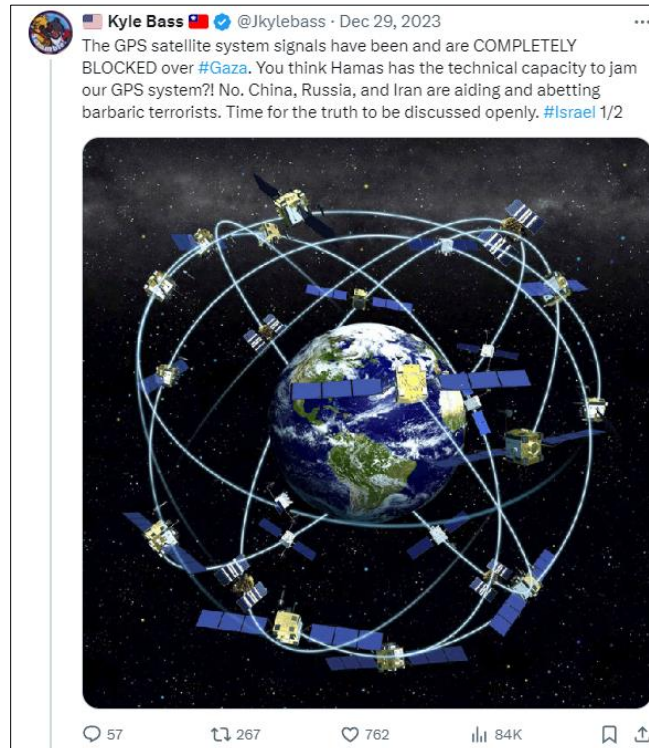 Kyle Bass @Jkylebass · Dec 29, 2023
The GPS satellite system signals have been and are COMPLETELY
BLOCKED over #Gaza. You think Hamas has the technical capacity to jam
our GPS system?! No. China, Russia, and Iran are aiding and abetting
barbaric terrorists. Time for the truth to be discussed openly. #Israel 1/2
57 267 762 84K